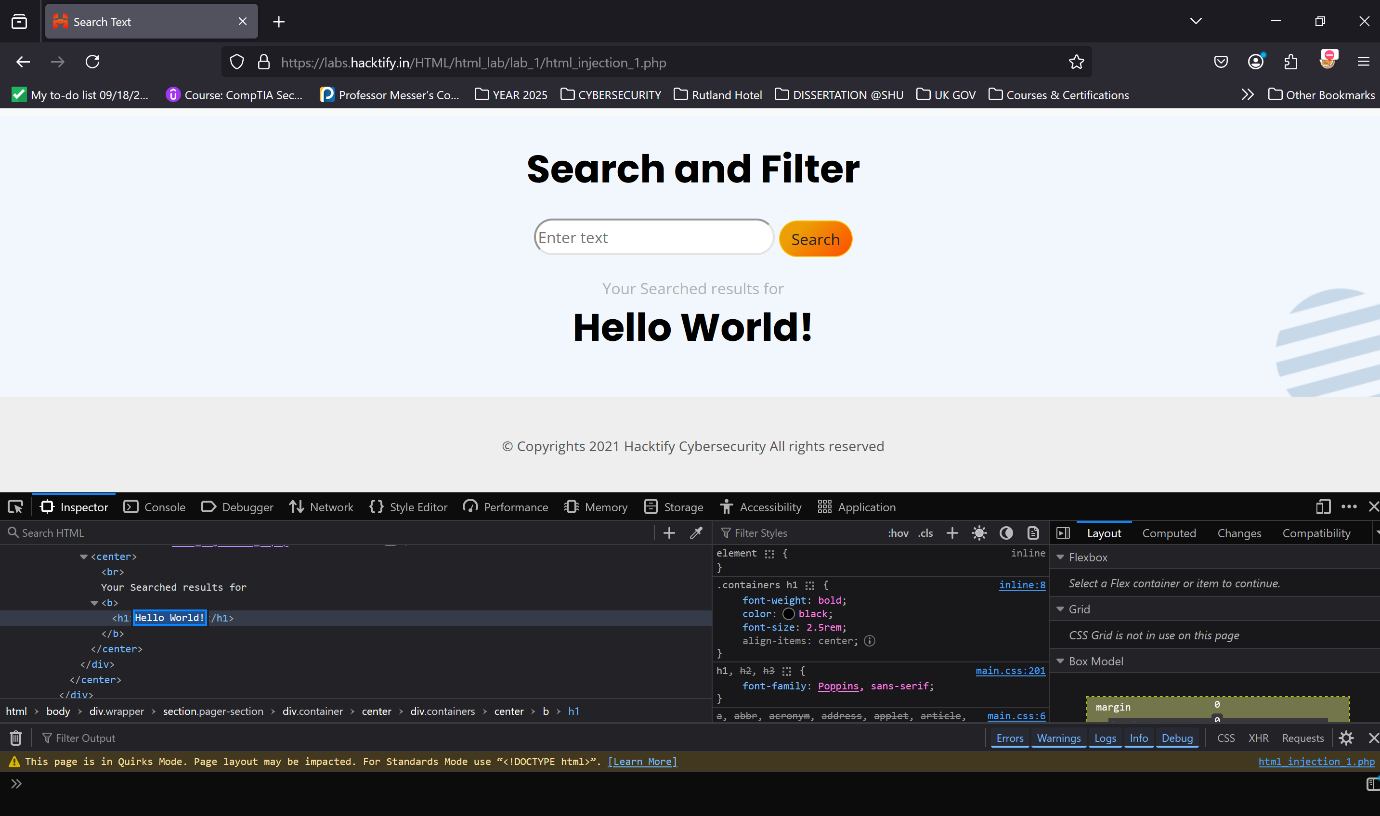 Search Text
https://labs.hacktify.in/HTML/html_lab/lab_1/html_injection_1.php
My to-do list 09/18/2... Course: CompTIA Sec... Professor Messer's Co... YEAR 2025 CYBERSECURITY Rutland Hotel DISSERTATION @SHU UK GOV Courses & Certifications Other Bookmarks
Search and Filter
Enter text Search
Your Searched results for
Hello World!
© Copyrights 2021 Hacktify Cybersecurity All rights reserved
Inspector Console Debugger Network Style Editor Performance Memory Storage Accessibility Application
Search HTML
<center>
<br>
Your Searched results for
<b>
<h1 Hello World! /h1>
</b>
</center>
</div>
</center>
</div>
html body div.wrapper section.pager-section div.container center div.containers center b h1
Filter Styles :hov .cls
element { inline
}
.containers h1 { inline:8
font-weight: bold;
color: black;
font-size: 2.5rem;
align-items: center;
}
h1, h2, h3 { main.css:201
font-family: Poppins, sans-serif;
}
a, abbr, acronym, address, applet, article, main.css:6
Layout Computed Changes Compatibility
Flexbox
Select a Flex container or item to continue.
Grid
CSS Grid is not in use on this page
Box Model
margin 0
0
Filter Output Errors Warnings Logs Info Debug CSS XHR Requests
This page is in Quirks Mode. Page layout may be impacted. For Standards Mode use “<!DOCTYPE html>”. [Learn More] html_injection_1.php